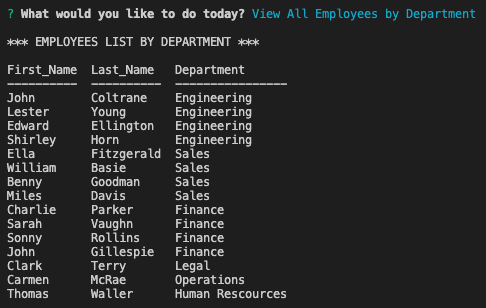 ? What would you like to do today? View All Employees by Department
*** EMPLOYEES LIST BY DEPARTMENT ***
First_Name  Last_Name   Department
----------  ----------  ----------------
John        Coltrane    Engineering
Lester      Young       Engineering
Edward      Ellington   Engineering
Shirley     Horn        Engineering
Ella        Fitzgerald  Sales
William     Basie       Sales
Benny       Goodman     Sales
Miles       Davis       Sales
Charlie     Parker      Finance
Sarah       Vaughn      Finance
Sonny       Rollins     Finance
John        Gillespie   Finance
Clark       Terry       Legal
Carmen      McRae       Operations
Thomas      Waller      Human Rescources